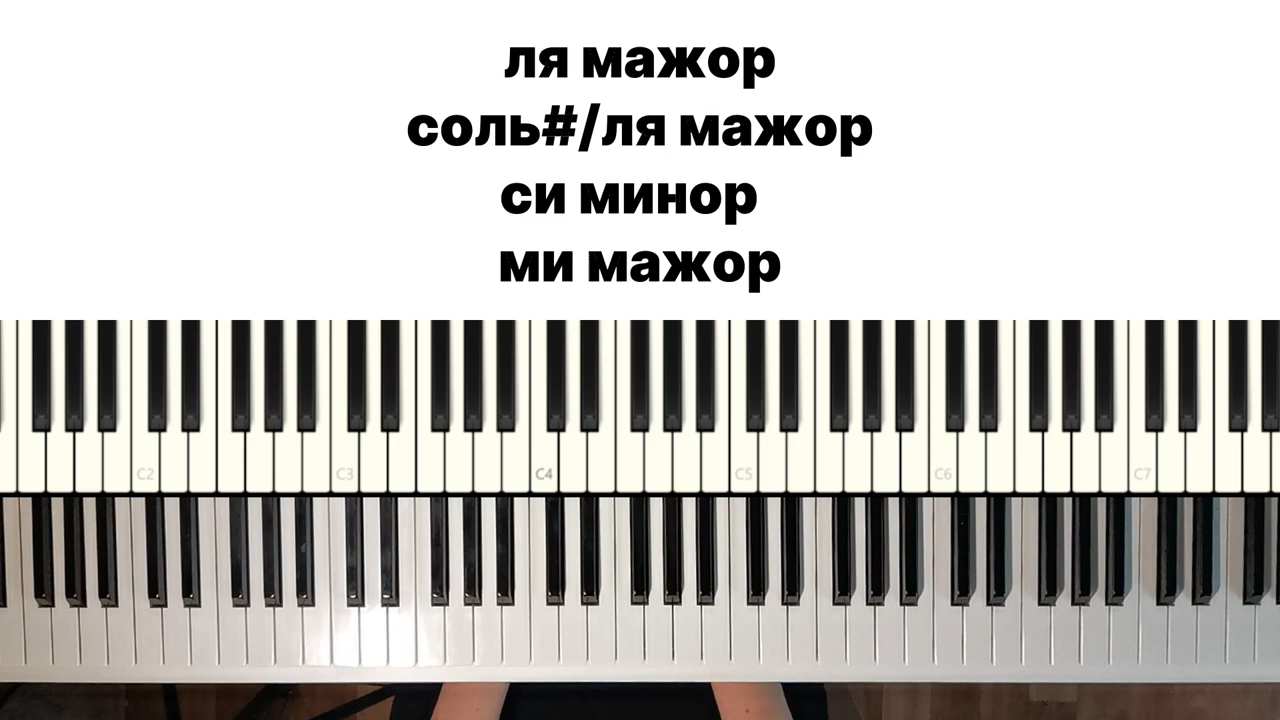 ля мажор
соль#/ля мажор
си минор
ми мажор
C2 C3 C4 C5 C6 C7